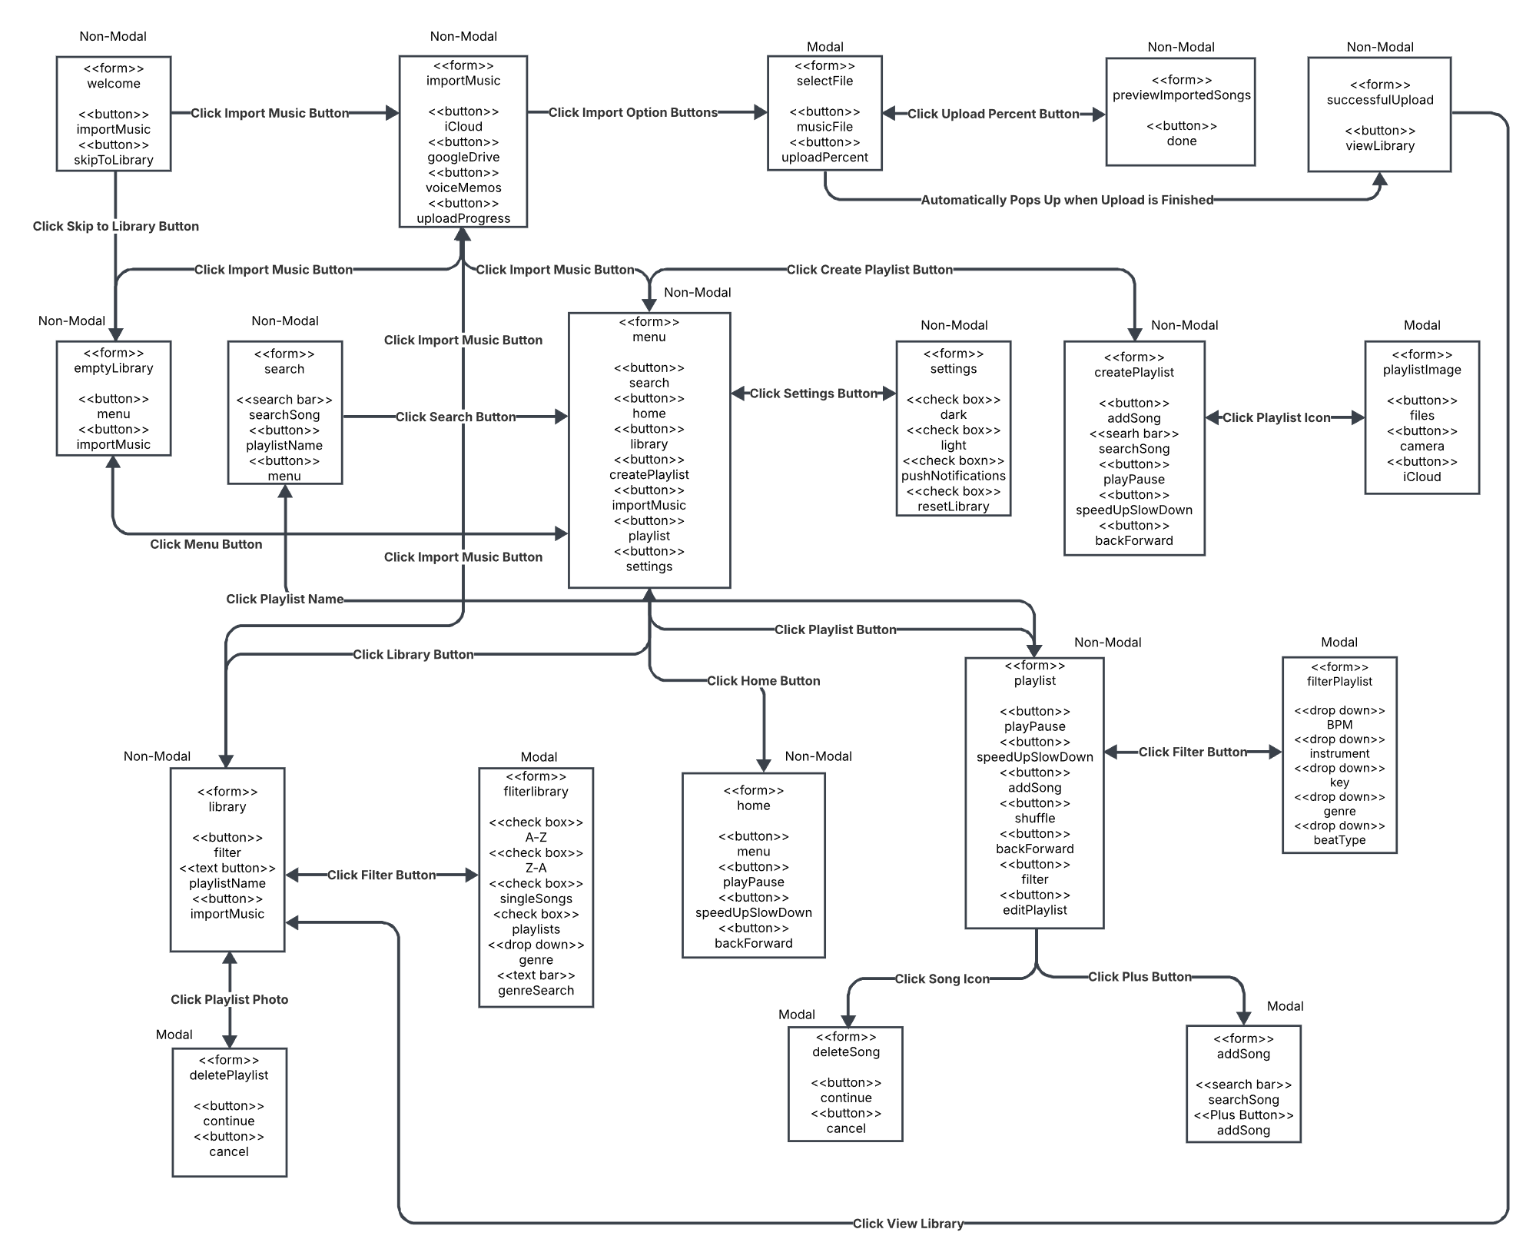 Non-Modal
<<form>>
welcome
<<button>>
importMusic
<<button>>
skipToLibrary
Click Import Music Button
Non-Modal
<<form>>
importMusic
<<button>>
iCloud
<<button>>
googleDrive
<<button>>
voiceMemos
<<button>>
uploadProgress
Click Import Option Buttons
Modal
<<form>>
selectFile
<<button>>
musicFile
<<button>>
uploadPercent
Click Upload Percent Button
Non-Modal
<<form>>
previewImportedSongs
<<button>>
done
Non-Modal
<<form>>
successfulUpload
<<button>>
viewLibrary
Automatically Pops Up when Upload is Finished
Click Skip to Library Button
Click Import Music Button
Click Import Music Button
Click Create Playlist Button
Non-Modal
<<form>>
emptyLibrary
<<button>>
menu
<<button>>
importMusic
Non-Modal
<<form>>
search
<<search bar>>
searchSong
<<button>>
playlistName
<<button>>
menu
Click Import Music Button
Click Search Button
Non-Modal
<<form>>
menu
<<button>>
search
<<button>>
home
<<button>>
library
<<button>>
createPlaylist
<<button>>
importMusic
<<button>>
playlist
<<button>>
settings
Click Settings Button
Non-Modal
<<form>>
settings
<<check box>>
dark
<<check box>>
light
<<check boxn>>
pushNotifications
<<check box>>
resetLibrary
Non-Modal
<<form>>
createPlaylist
<<button>>
addSong
<<searh bar>>
searchSong
<<button>>
playPause
<<button>>
speedUpSlowDown
<<button>>
backForward
Click Playlist Icon
Modal
<<form>>
playlistImage
<<button>>
files
<<button>>
camera
<<button>>
iCloud
Click Menu Button
Click Import Music Button
Click Playlist Name
Click Playlist Button
Click Library Button
Click Home Button
Non-Modal
<<form>>
library
<<button>>
filter
<<text button>>
playlistName
<<button>>
importMusic
Click Filter Button
Modal
<<form>>
fliterlibrary
<<check box>>
A-Z
<<check box>>
Z-A
<<check box>>
singleSongs
<check box>>
playlists
<<drop down>>
genre
<<text bar>>
genreSearch
Non-Modal
<<form>>
home
<<button>>
menu
<<button>>
playPause
<<button>>
speedUpSlowDown
<<button>>
backForward
Non-Modal
<<form>>
playlist
<<button>>
playPause
<<button>>
speedUpSlowDown
<<button>>
addSong
<<button>>
shuffle
<<button>>
backForward
<<button>>
filter
<<button>>
editPlaylist
Click Filter Button
Modal
<<form>>
filterPlaylist
<<drop down>>
BPM
<<drop down>>
instrument
<<drop down>>
key
<<drop down>>
genre
<<drop down>>
beatType
Click Playlist Photo
Modal
<<form>>
deletePlaylist
<<button>>
continue
<<button>>
cancel
Click Song Icon
Click Plus Button
Modal
<<form>>
deleteSong
<<button>>
continue
<<button>>
cancel
Modal
<<form>>
addSong
<<search bar>>
searchSong
<<Plus Button>>
addSong
Click View Library